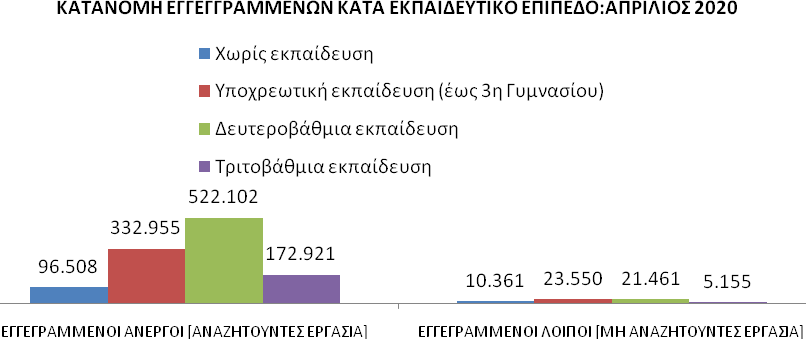 ΚΑΤΑΝΟΜΗ ΕΓΓΕΓΡΑΜΜΕΝΩΝ ΚΑΤΑ ΕΚΠΑΙΔΕΥΤΙΚΟ ΕΠΙΠΕΔΟ:ΑΠΡΙΛΙΟΣ 2020
Χωρίς εκπαίδευση
Υποχρεωτική εκπαίδευση (έως 3η Γυμνασίου)
Δευτεροβάθμια εκπαίδευση
Τριτοβάθμια εκπαίδευση
96.508
332.955
522.102
172.921
10.361
23.550
21.461
5.155
ΕΓΓΕΓΡΑΜΜΕΝΟΙ ΑΝΕΡΓΟΙ [ΑΝΑΖΗΤΟΥΝΤΕΣ ΕΡΓΑΣΙΑ]
ΕΓΓΕΓΡΑΜΜΕΝΟΙ ΛΟΙΠΟΙ [ΜΗ ΑΝΑΖΗΤΟΥΝΤΕΣ ΕΡΓΑΣΙΑ]